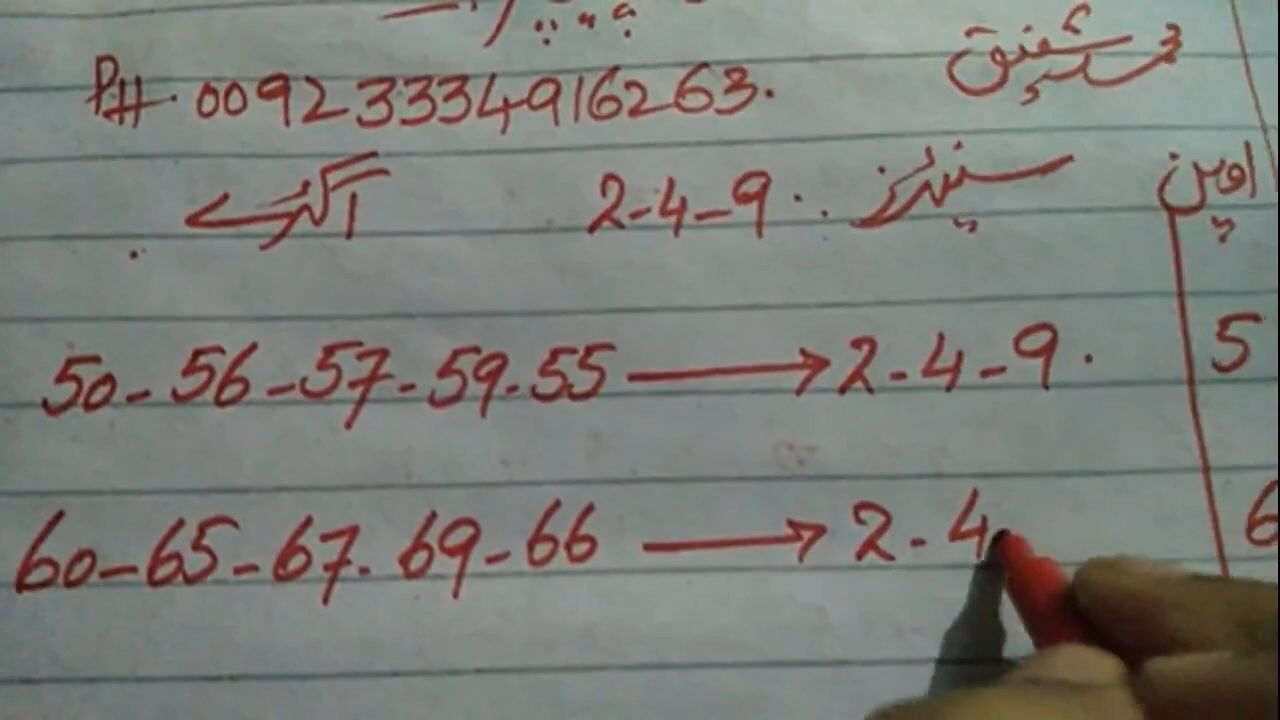 PH. 00923334916263. محمد شفیق
اوپن سینٹرز 2-4-9 آکڑے
50-56-57-59-55 → 2-4-9. 5
60-65-67-69-66 → 2-4 6